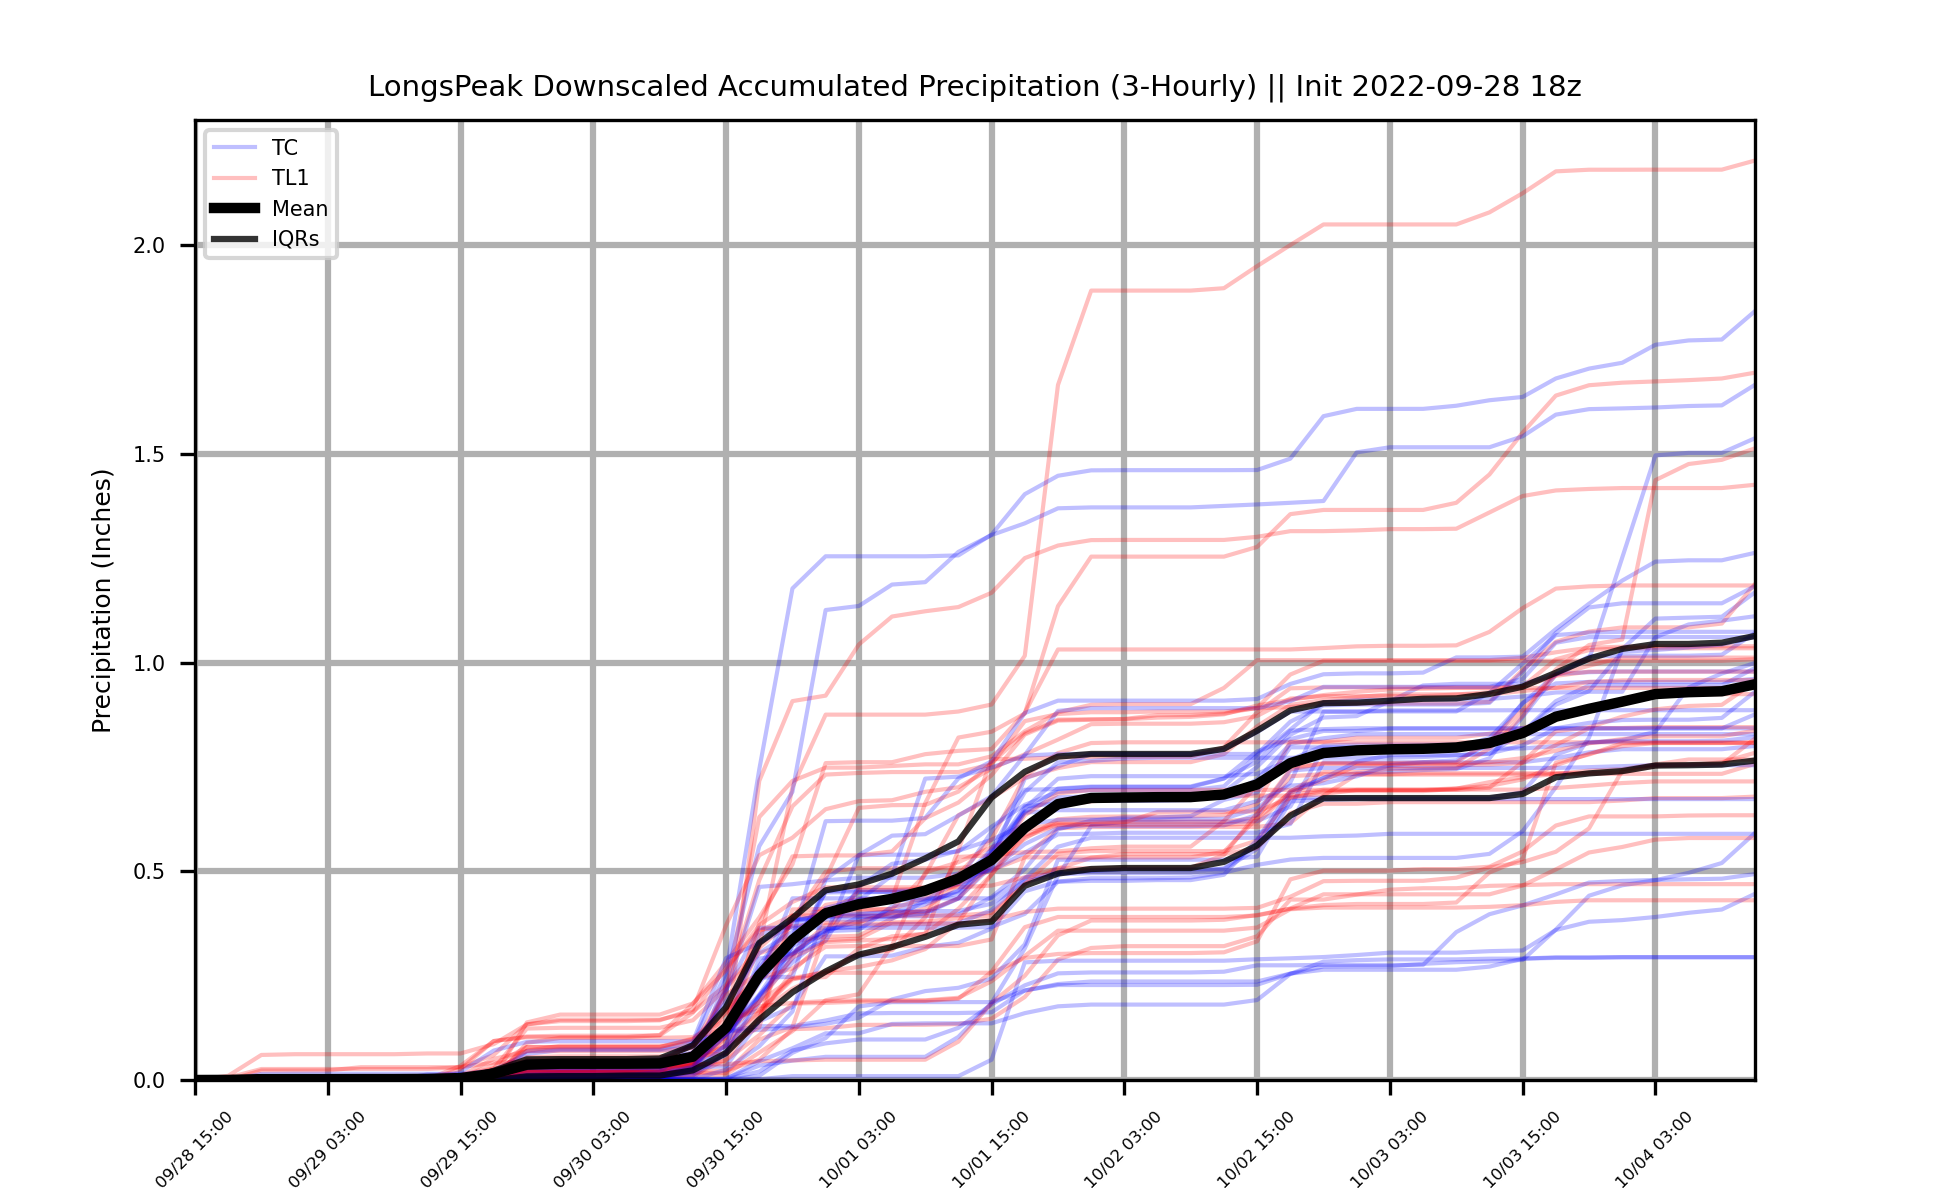 LongsPeak Downscaled Accumulated Precipitation (3-Hourly) || Init 2022-09-28 18z
TC
TL1
Mean
IQRs
Precipitation (Inches)
2.0
1.5
1.0
0.5
0.0
09/28 15:00
09/29 03:00
09/29 15:00
09/30 03:00
09/30 15:00
10/01 03:00
10/01 15:00
10/02 03:00
10/02 15:00
10/03 03:00
10/03 15:00
10/04 03:00